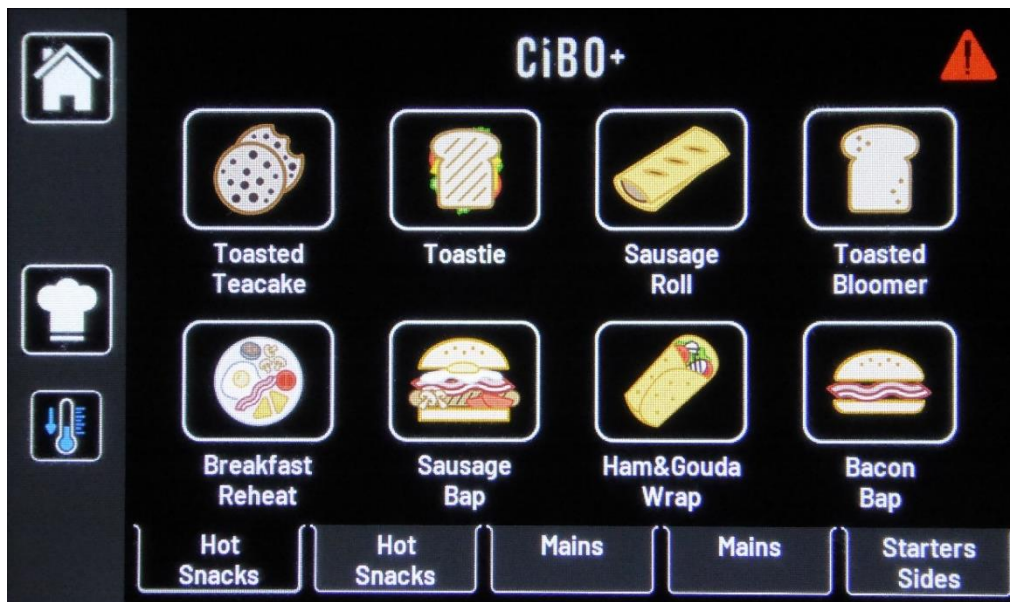 CiBO+
Toasted
Teacake
Toastie
Sausage
Roll
Toasted
Bloomer
Breakfast
Reheat
Sausage
Bap
Ham&Gouda
Wrap
Bacon
Bap
Hot
Snacks
Hot
Snacks
Mains
Mains
Starters
Sides